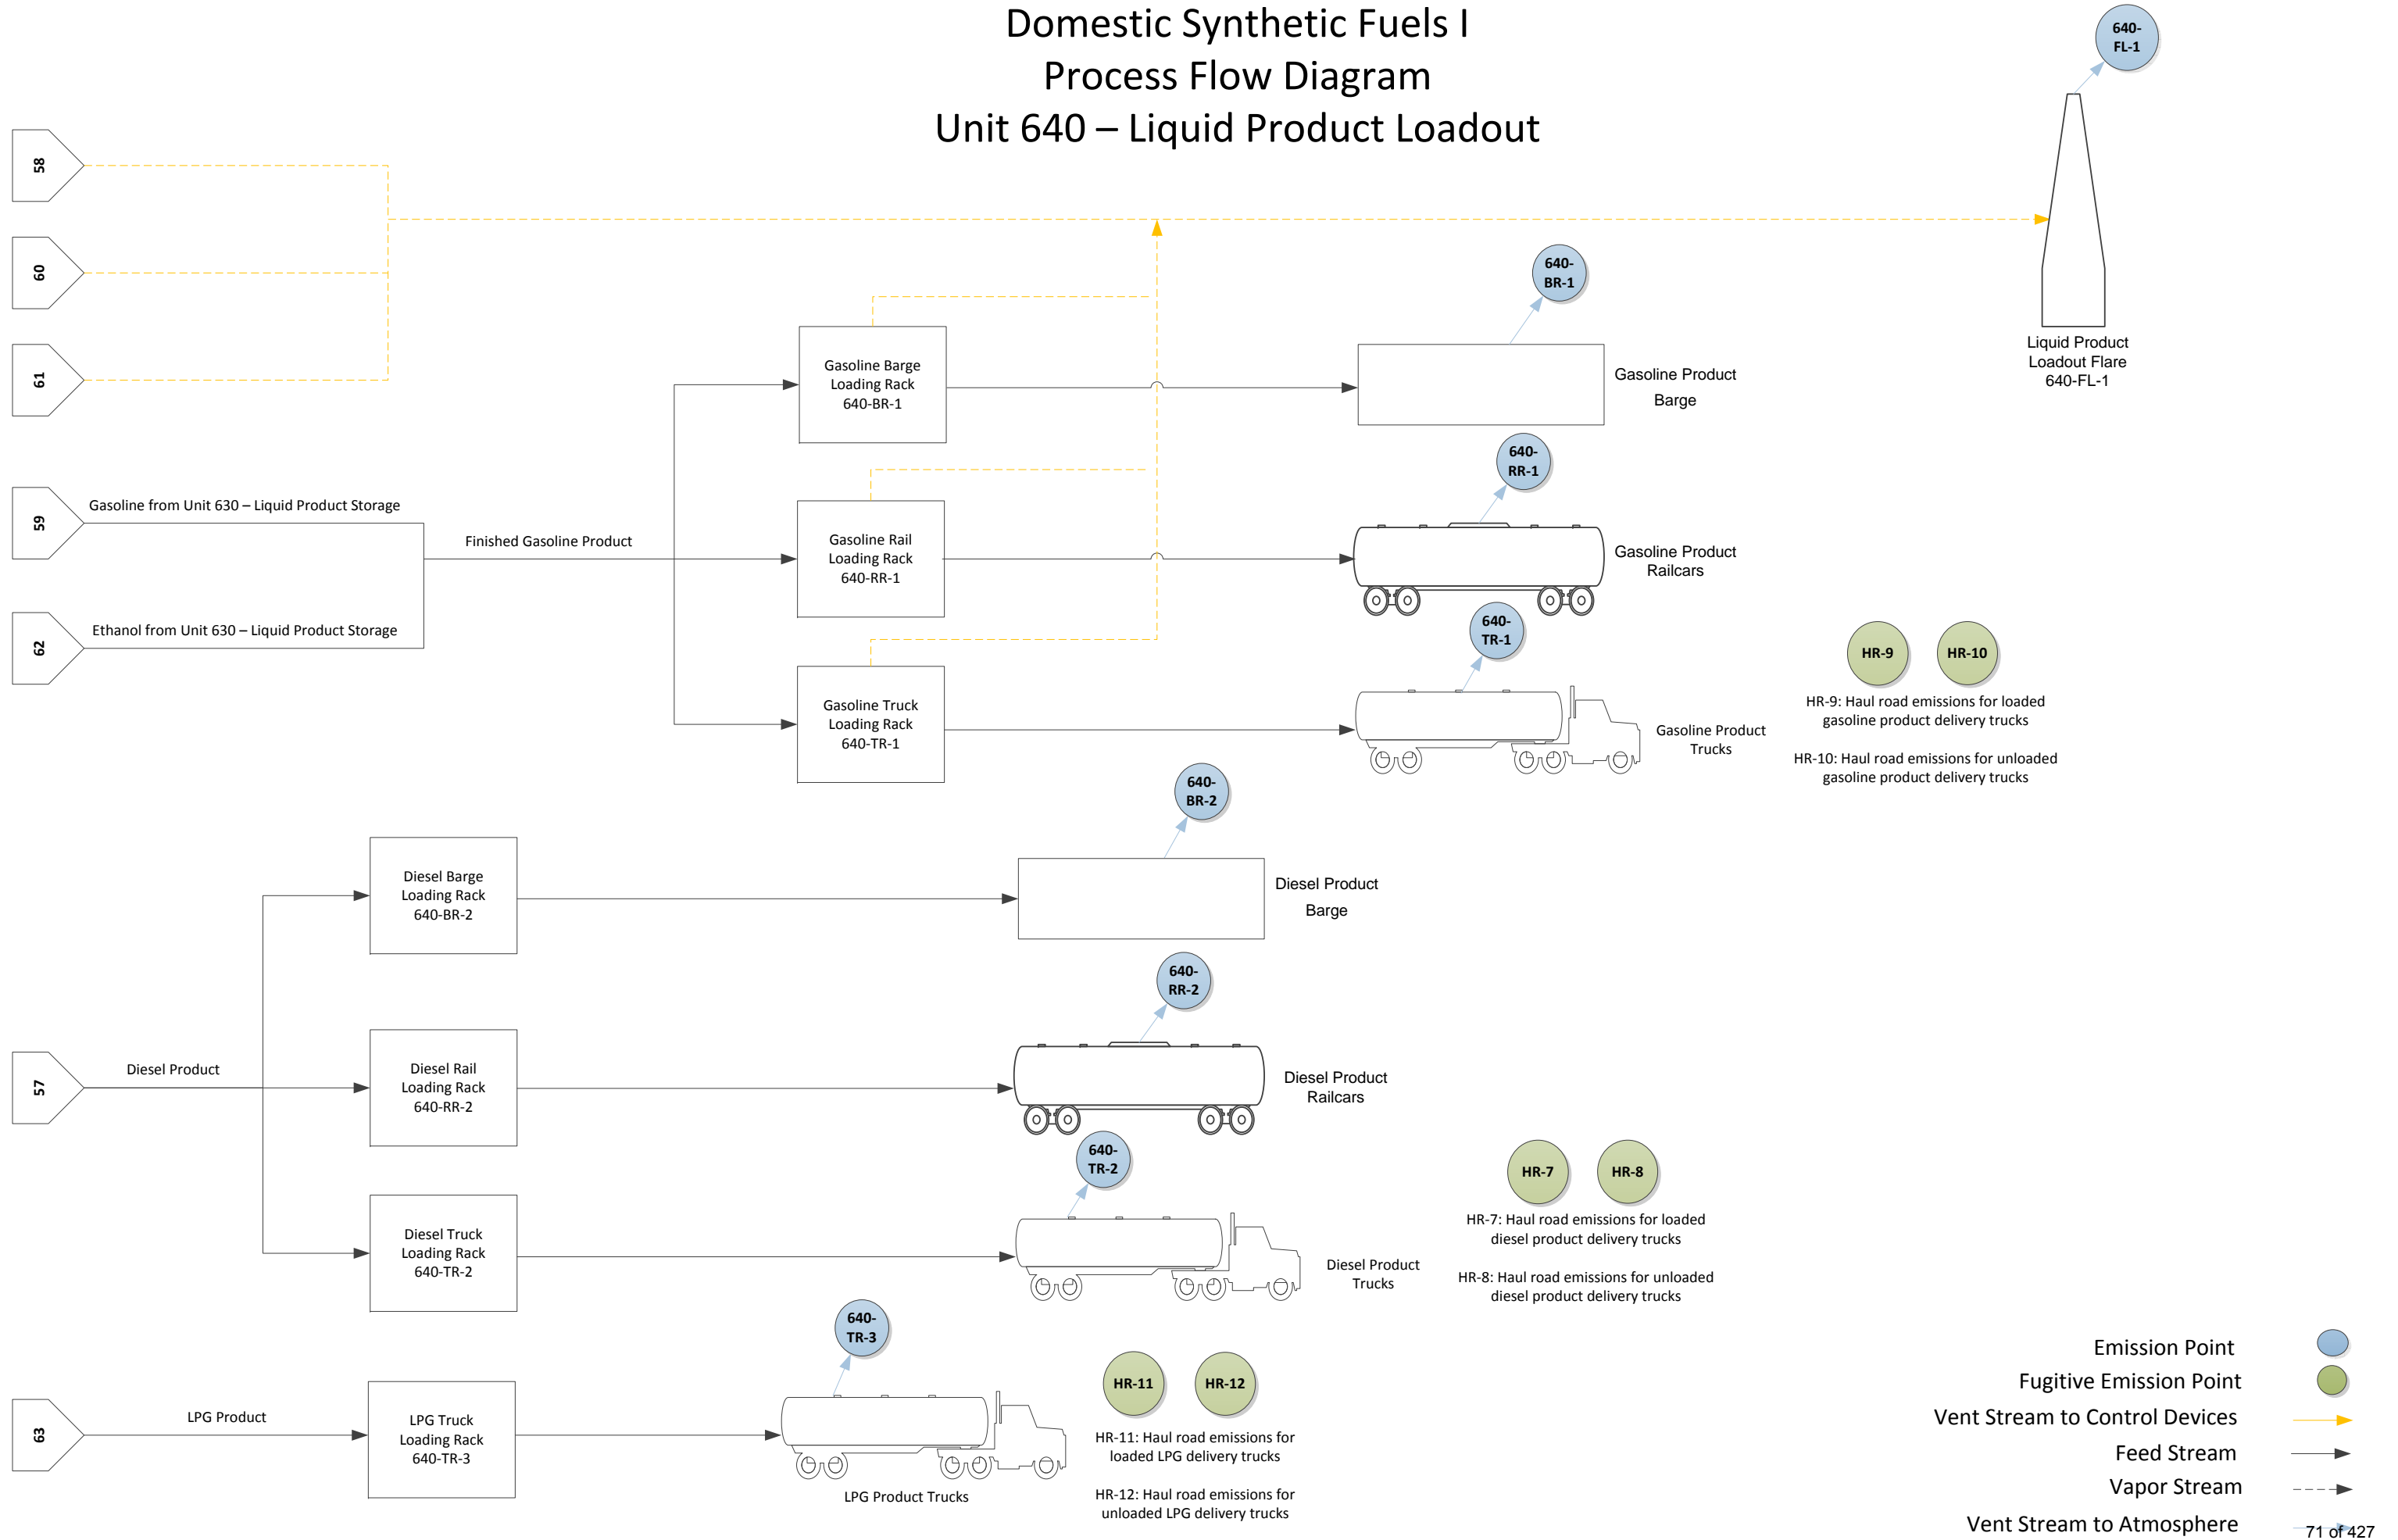 Domestic Synthetic Fuels I
Process Flow Diagram
Unit 640 – Liquid Product Loadout
640-
FL-1
Liquid Product
Loadout Flare
640-FL-1
58
60
61
59
Gasoline from Unit 630 – Liquid Product Storage
62
Ethanol from Unit 630 – Liquid Product Storage
Finished Gasoline Product
Gasoline Barge
Loading Rack
640-BR-1
640-
BR-1
Gasoline Product
Barge
Gasoline Rail
Loading Rack
640-RR-1
640-
RR-1
Gasoline Product
Railcars
Gasoline Truck
Loading Rack
640-TR-1
640-
TR-1
Gasoline Product
Trucks
HR-9
HR-10
HR-9: Haul road emissions for loaded
gasoline product delivery trucks
HR-10: Haul road emissions for unloaded
gasoline product delivery trucks
57
Diesel Product
Diesel Barge
Loading Rack
640-BR-2
640-
BR-2
Diesel Product
Barge
Diesel Rail
Loading Rack
640-RR-2
640-
RR-2
Diesel Product
Railcars
Diesel Truck
Loading Rack
640-TR-2
640-
TR-2
Diesel Product
Trucks
HR-7
HR-8
HR-7: Haul road emissions for loaded
diesel product delivery trucks
HR-8: Haul road emissions for unloaded
diesel product delivery trucks
63
LPG Product
LPG Truck
Loading Rack
640-TR-3
640-
TR-3
LPG Product Trucks
HR-11
HR-12
HR-11: Haul road emissions for
loaded LPG delivery trucks
HR-12: Haul road emissions for
unloaded LPG delivery trucks
Emission Point
Fugitive Emission Point
Vent Stream to Control Devices
Feed Stream
Vapor Stream
Vent Stream to Atmosphere
71 of 427